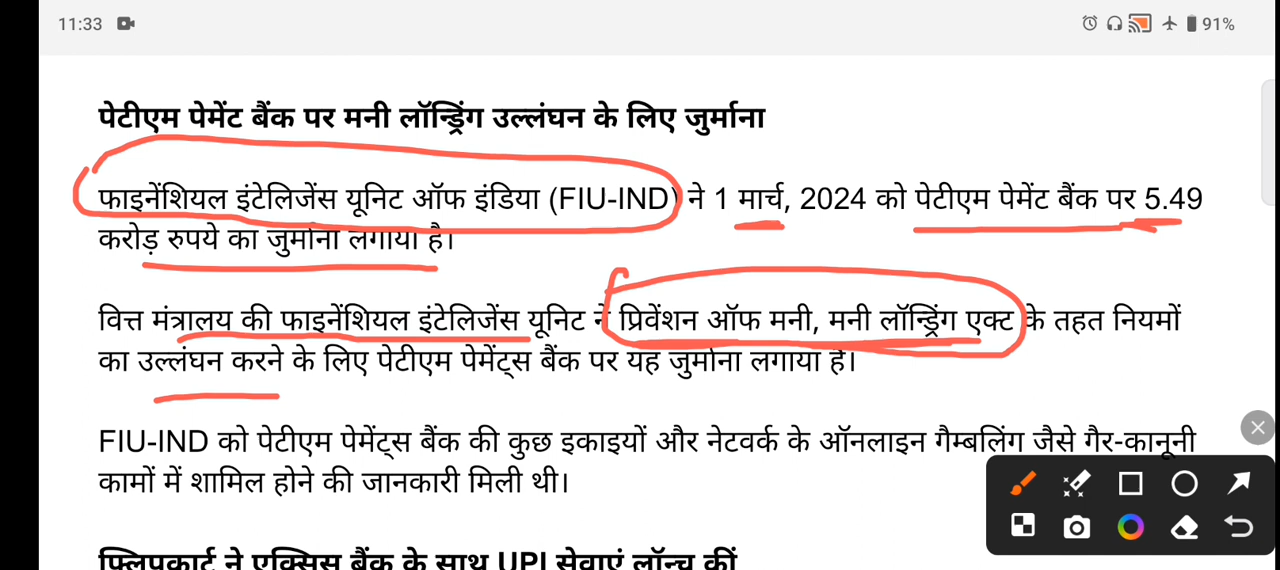 11:33
91%
पेटीएम पेमेंट बैंक पर मनी लॉन्ड्रिंग उल्लंघन के लिए जुर्माना
फाइनेंशियल इंटेलिजेंस यूनिट ऑफ इंडिया (FIU-IND) ने 1 मार्च, 2024 को पेटीएम पेमेंट बैंक पर 5.49
करोड़ रुपये का जुर्माना लगाया है।
वित्त मंत्रालय की फाइनेंशियल इंटेलिजेंस यूनिट ने प्रिवेंशन ऑफ मनी, मनी लॉन्ड्रिंग एक्ट के तहत नियमों
का उल्लंघन करने के लिए पेटीएम पेमेंट्स बैंक पर यह जुर्माना लगाया है।
FIU-IND को पेटीएम पेमेंट्स बैंक की कुछ इकाइयों और नेटवर्क के ऑनलाइन गैम्बलिंग जैसे गैर-कानूनी
कामों में शामिल होने की जानकारी मिली थी।
फ्लिपकार्ट ने एक्सिस बैंक के साथ UPI सेवाएं लॉन्च कीं